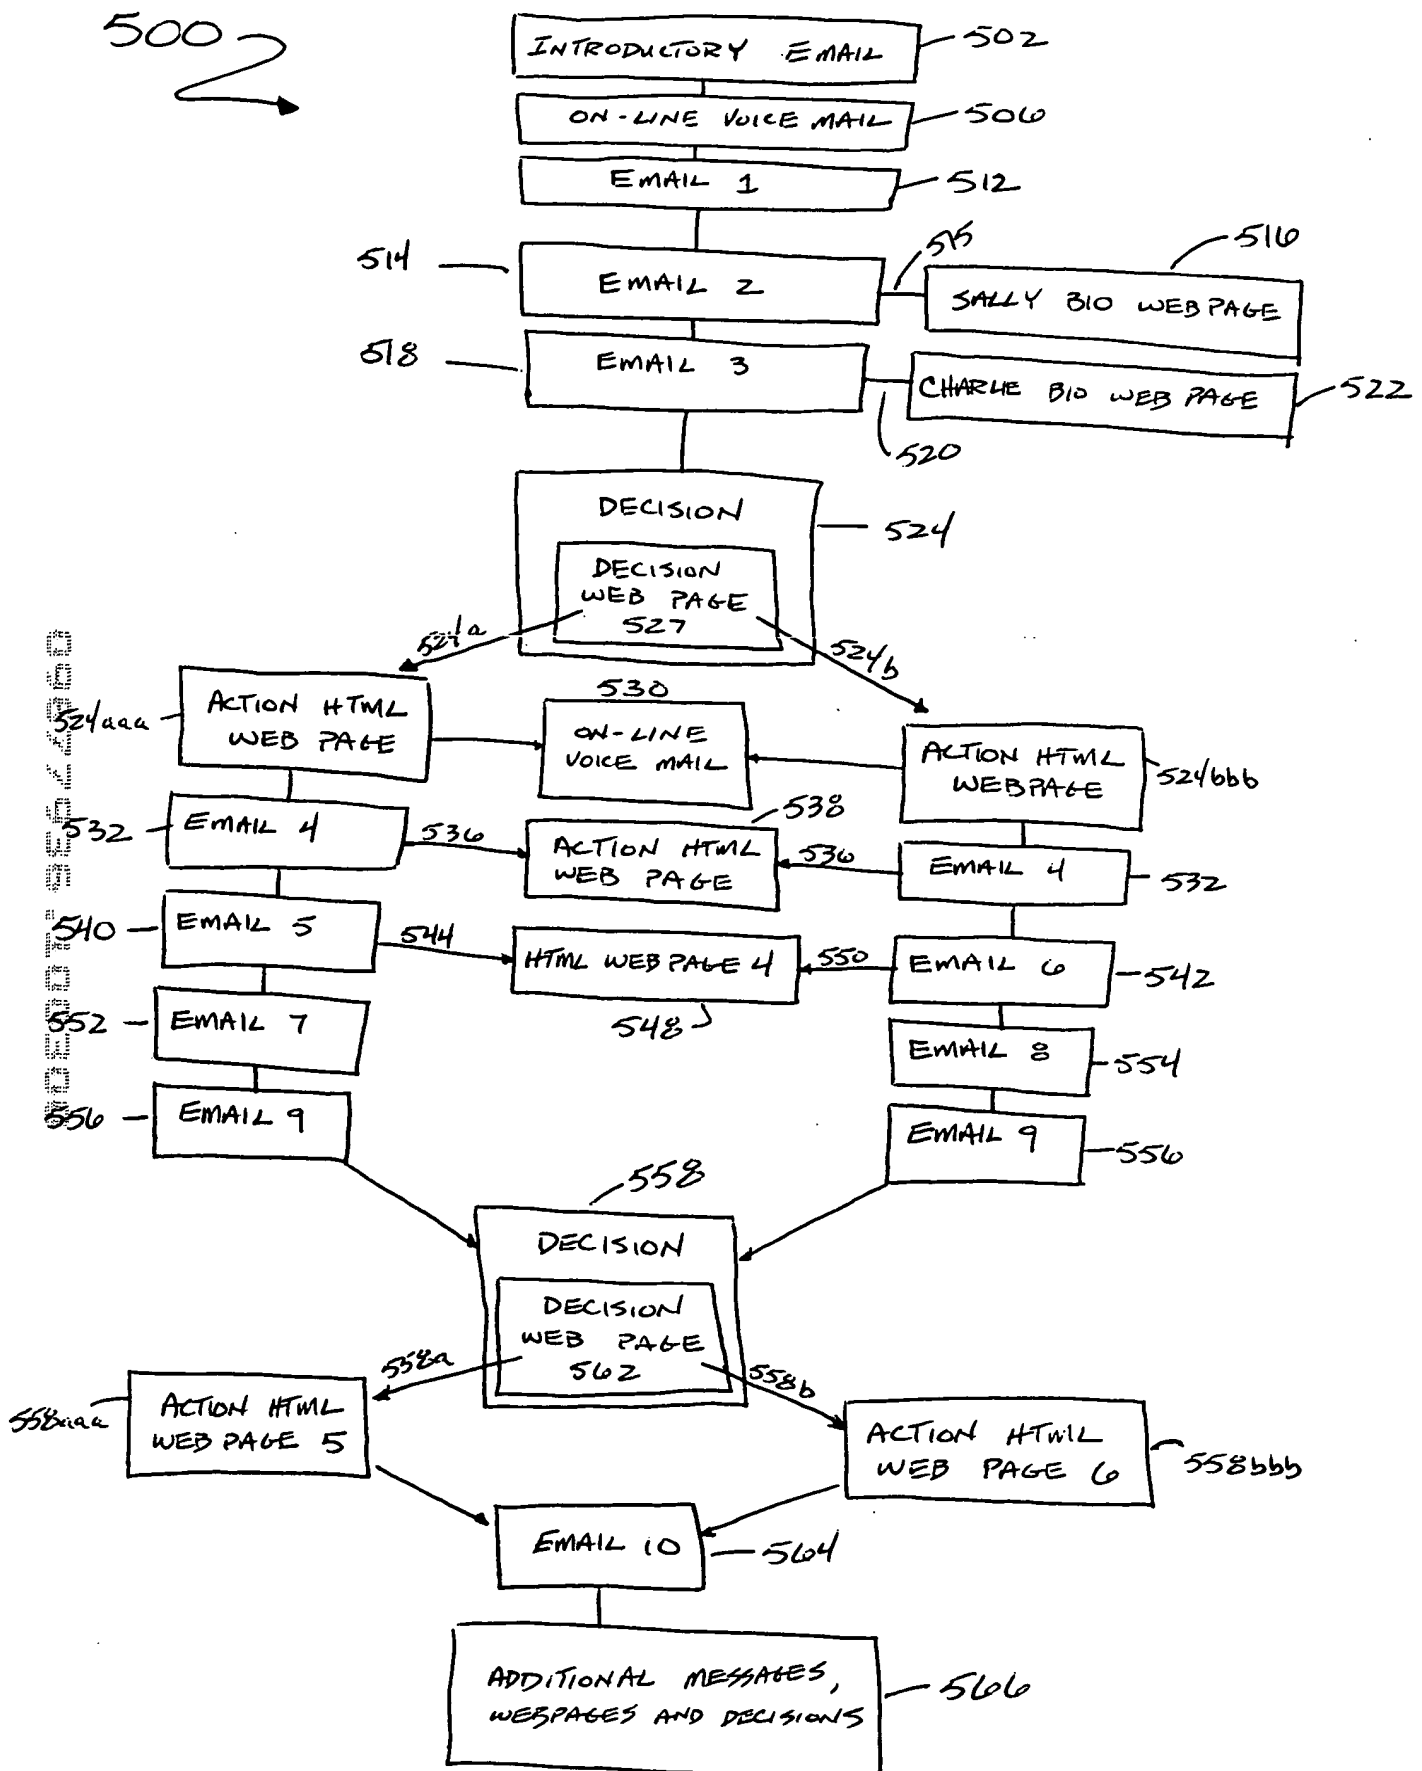 500
INTRODUCTORY EMAIL
502
ON-LINE VOICE MAIL
506
EMAIL 1
512
514
EMAIL 2
515
516
SALLY BIO WEBPAGE
518
EMAIL 3
520
CHARLIE BIO WEB PAGE
522
DECISION
524
DECISION
WEB PAGE
527
524a
524b
524aaa
ACTION HTML
WEB PAGE
530
ON-LINE
VOICE MAIL
ACTION HTML
WEBPAGE
524bbb
532
EMAIL 4
536
538
ACTION HTML
WEB PAGE
536
EMAIL 4
532
540
EMAIL 5
544
HTML WEBPAGE 4
548
550
EMAIL 6
542
552
EMAIL 7
EMAIL 8
554
556
EMAIL 9
EMAIL 9
556
558
DECISION
DECISION
WEB PAGE
562
558a
558b
558aaa
ACTION HTML
WEB PAGE 5
ACTION HTML
WEB PAGE 6
558bbb
EMAIL 10
564
ADDITIONAL MESSAGES,
WEBPAGES AND DECISIONS
566